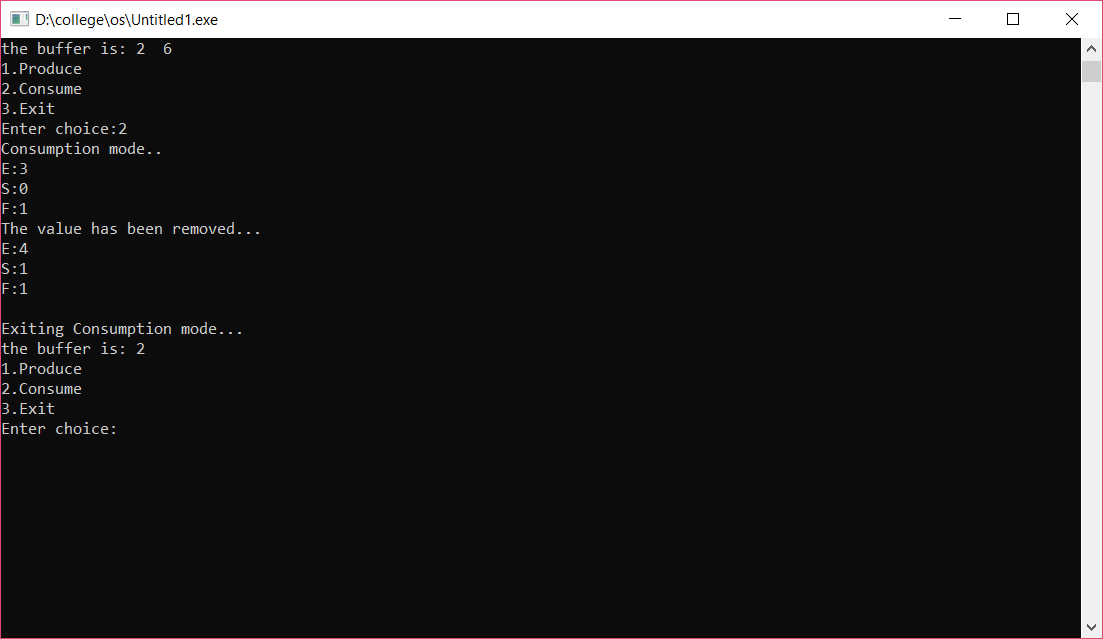 D:\college\os\Untitled1.exe
the buffer is: 2  6
1.Produce
2.Consume
3.Exit
Enter choice:2
Consumption mode..
E:3
S:0
F:1
The value has been removed...
E:4
S:1
F:1

Exiting Consumption mode...
the buffer is: 2
1.Produce
2.Consume
3.Exit
Enter choice: